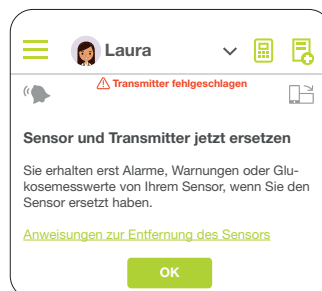 Laura
Transmitter fehlgeschlagen
Sensor und Transmitter jetzt ersetzen
Sie erhalten erst Alarme, Warnungen oder Glu-
kosemesswerte von Ihrem Sensor, wenn Sie den
Sensor ersetzt haben.
Anweisungen zur Entfernung des Sensors
OK